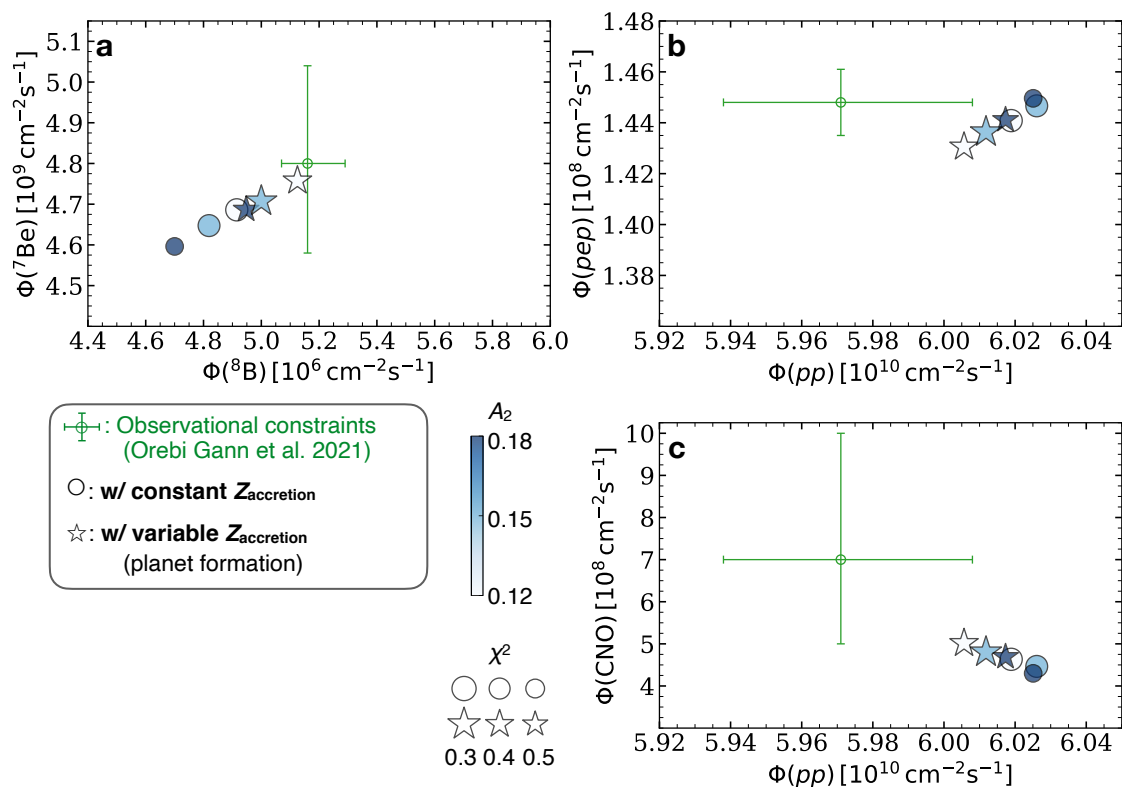 a
5.1
5.0
4.9
4.8
4.7
4.6
4.5
Φ(⁷Be) [10⁹ cm⁻²s⁻¹]
4.4 4.6 4.8 5.0 5.2 5.4 5.6 5.8 6.0
Φ(⁸B) [10⁶ cm⁻²s⁻¹]
b
1.48
1.46
1.44
1.42
1.40
1.38
Φ(pep) [10⁸ cm⁻²s⁻¹]
5.92 5.94 5.96 5.98 6.00 6.02 6.04
Φ(pp) [10¹⁰ cm⁻²s⁻¹]
: Observational constraints
(Orebi Gann et al. 2021)
: w/ constant Zaccretion
: w/ variable Zaccretion
(planet formation)
A₂
0.18
0.15
0.12
χ²
0.3 0.4 0.5
c
10
9
8
7
6
5
4
Φ(CNO) [10⁸ cm⁻²s⁻¹]
5.92 5.94 5.96 5.98 6.00 6.02 6.04
Φ(pp) [10¹⁰ cm⁻²s⁻¹]